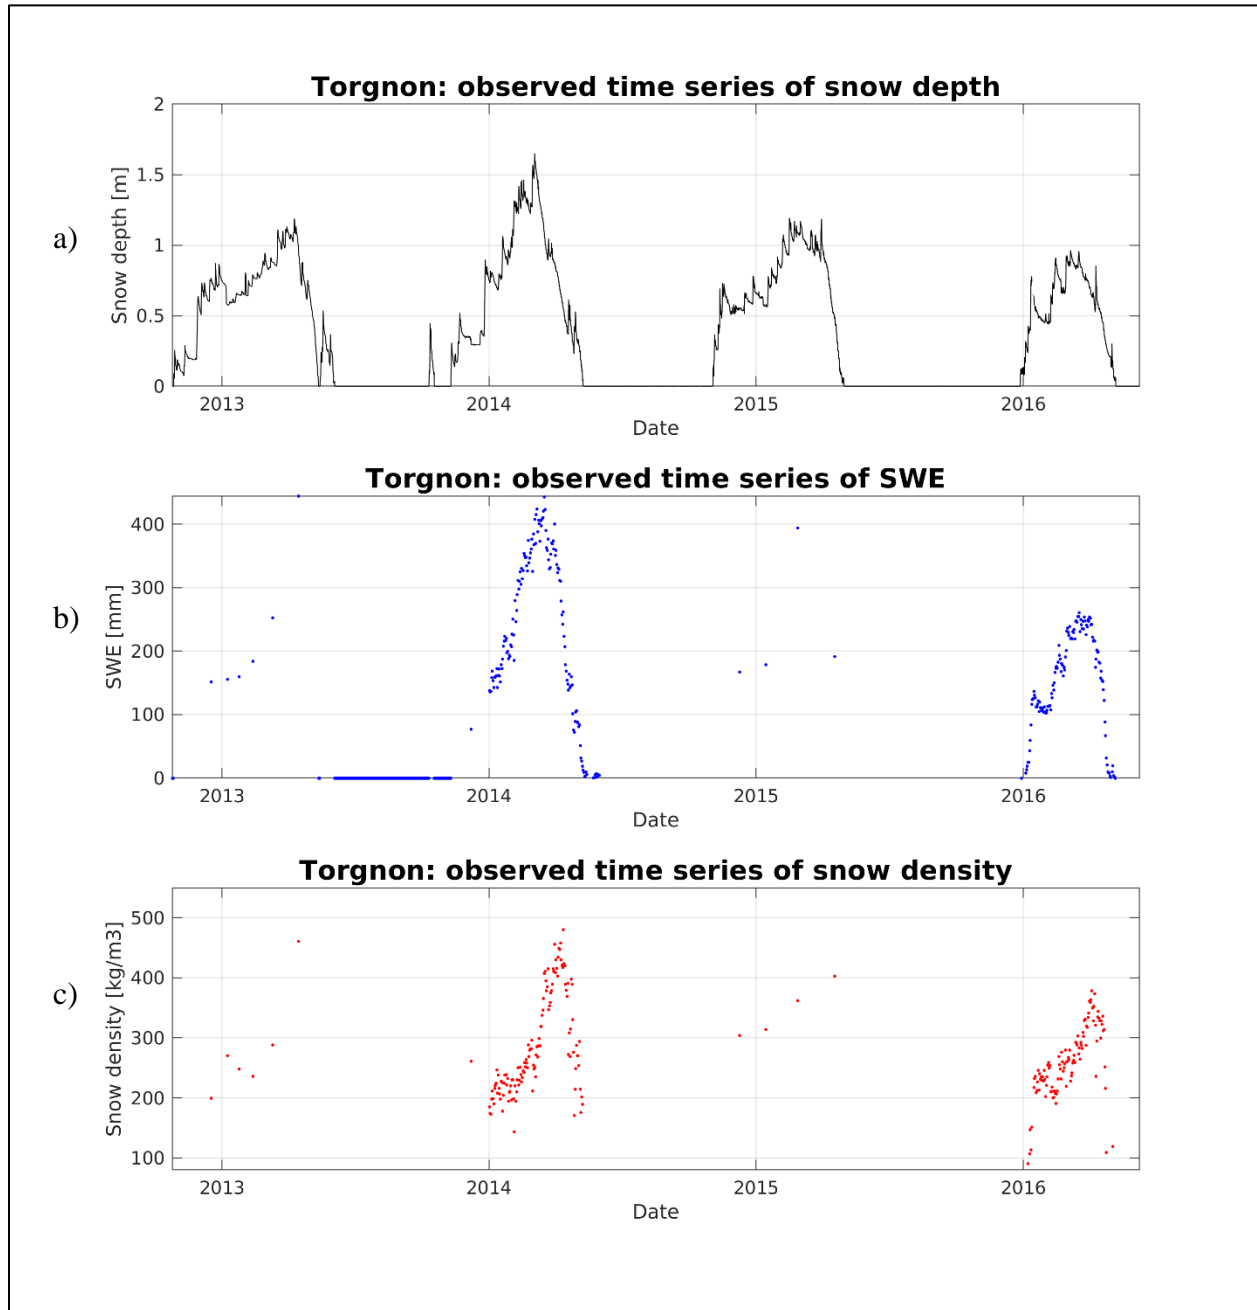 Torgnon: observed time series of snow depth
a)
Snow depth [m]
2
1.5
1
0.5
0
2013 2014 2015 2016
Date
Torgnon: observed time series of SWE
b)
SWE [mm]
400
300
200
100
0
2013 2014 2015 2016
Date
Torgnon: observed time series of snow density
c)
Snow density [kg/m3]
500
400
300
200
100
2013 2014 2015 2016
Date